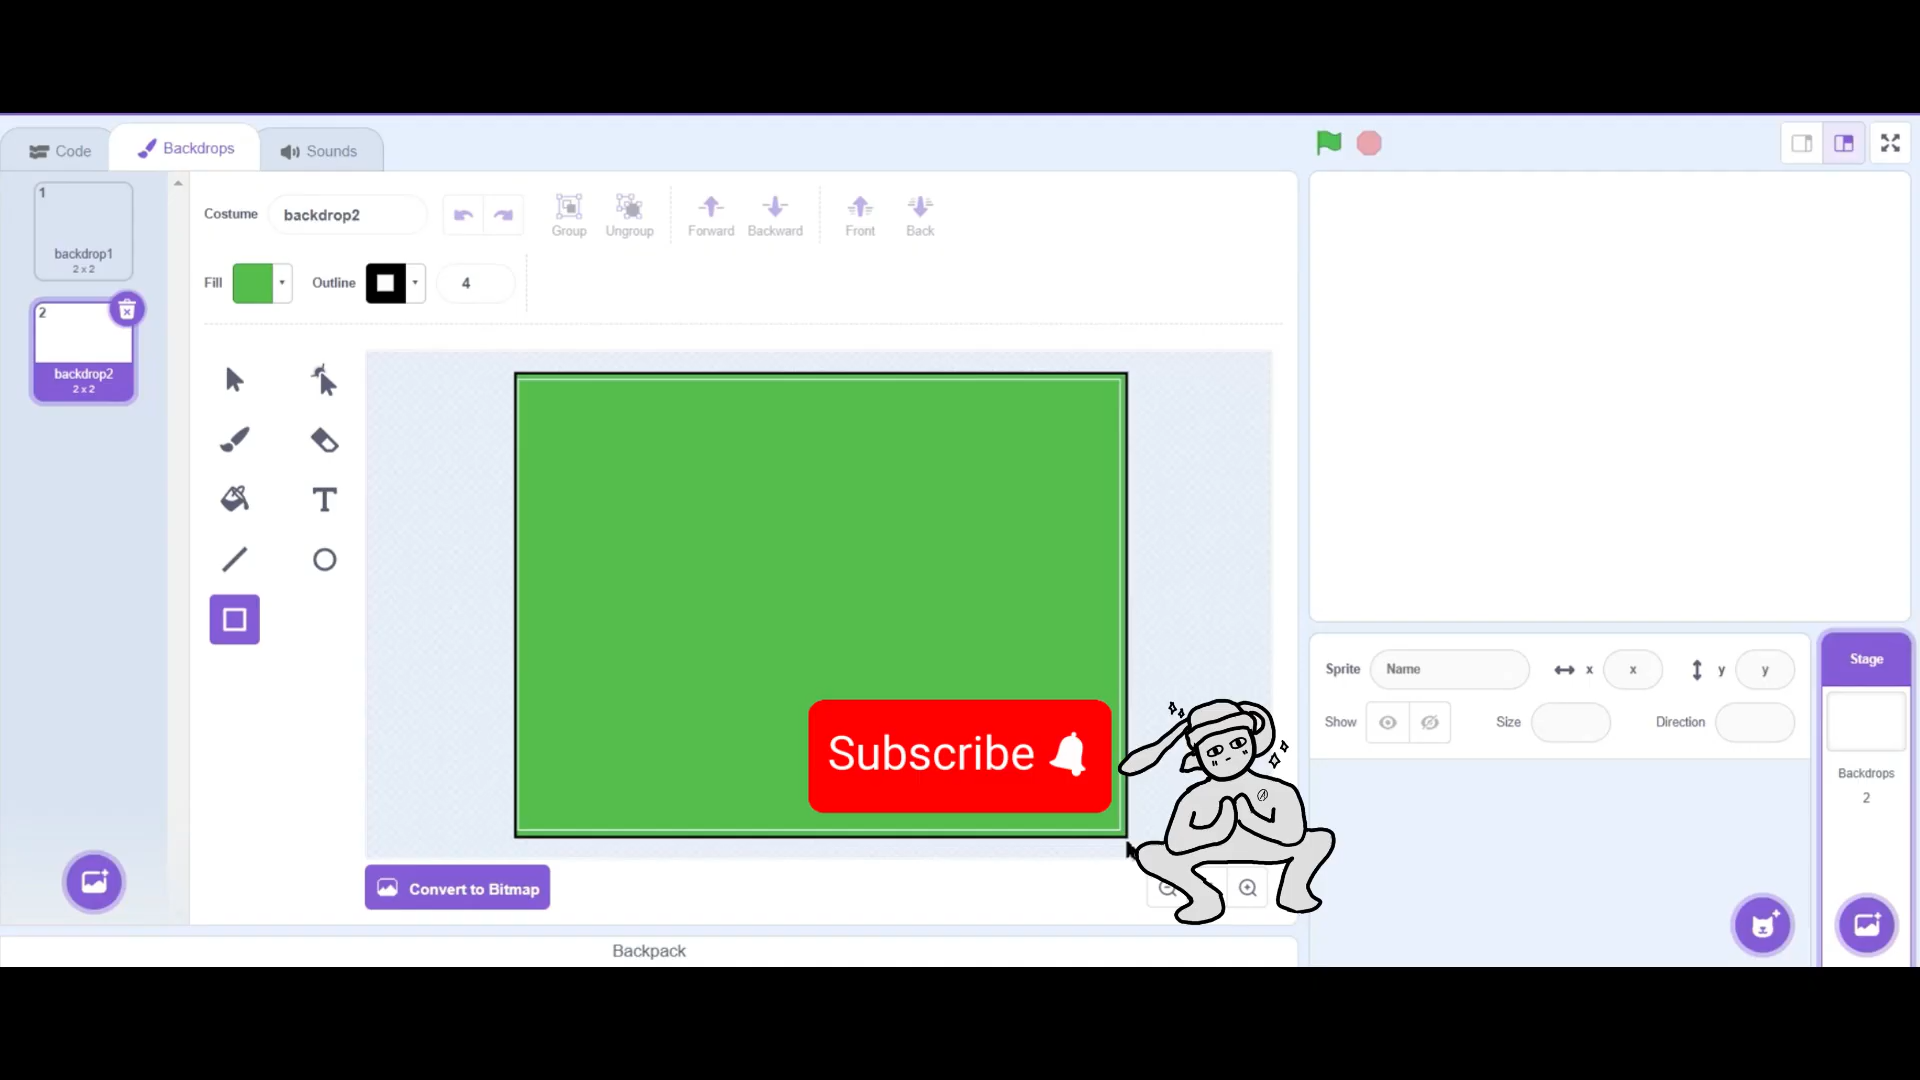 Code
Backdrops
Sounds
1
backdrop1
2 x 2
2
backdrop2
2 x 2
Costume
backdrop2
Group
Ungroup
Forward
Backward
Front
Back
Fill
Outline
4
Subscribe
Convert to Bitmap
Backpack
Sprite
Name
x
x
y
y
Show
Size
Direction
Stage
Backdrops
2